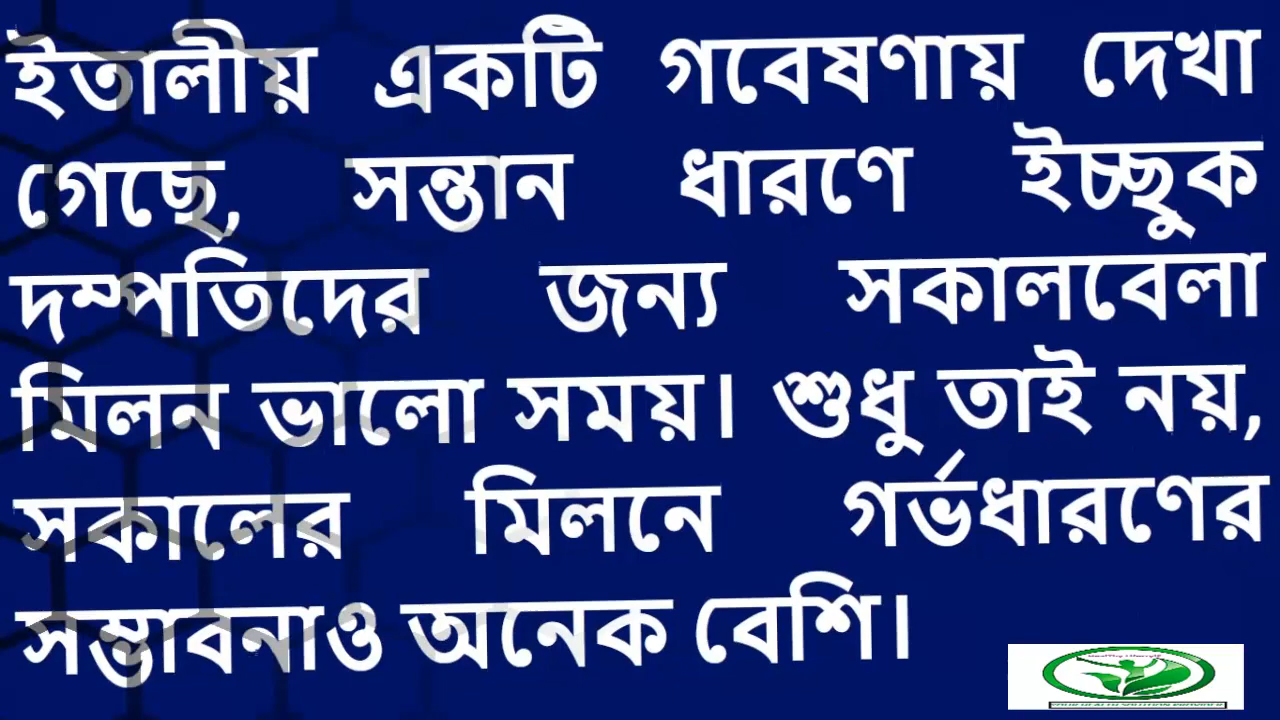 ইতালীয় একটি গবেষণায় দেখা
গেছে, সন্তান ধারণে ইচ্ছুক
দম্পতিদের জন্য সকালবেলা
মিলন ভালো সময়। শুধু তাই নয়,
সকালের মিলনে গর্ভধারণের
সম্ভাবনাও অনেক বেশি।